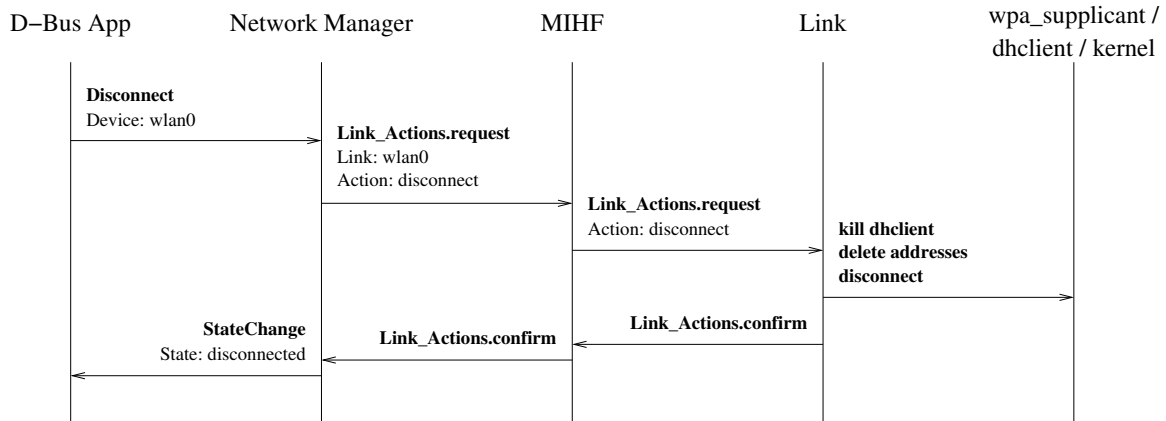 D−Bus App
Network Manager
MIHF
Link
wpa_supplicant /
dhclient / kernel
Disconnect
Device: wlan0
Link_Actions.request
Link: wlan0
Action: disconnect
Link_Actions.request
Action: disconnect
kill dhclient
delete addresses
disconnect
Link_Actions.confirm
Link_Actions.confirm
StateChange
State: disconnected